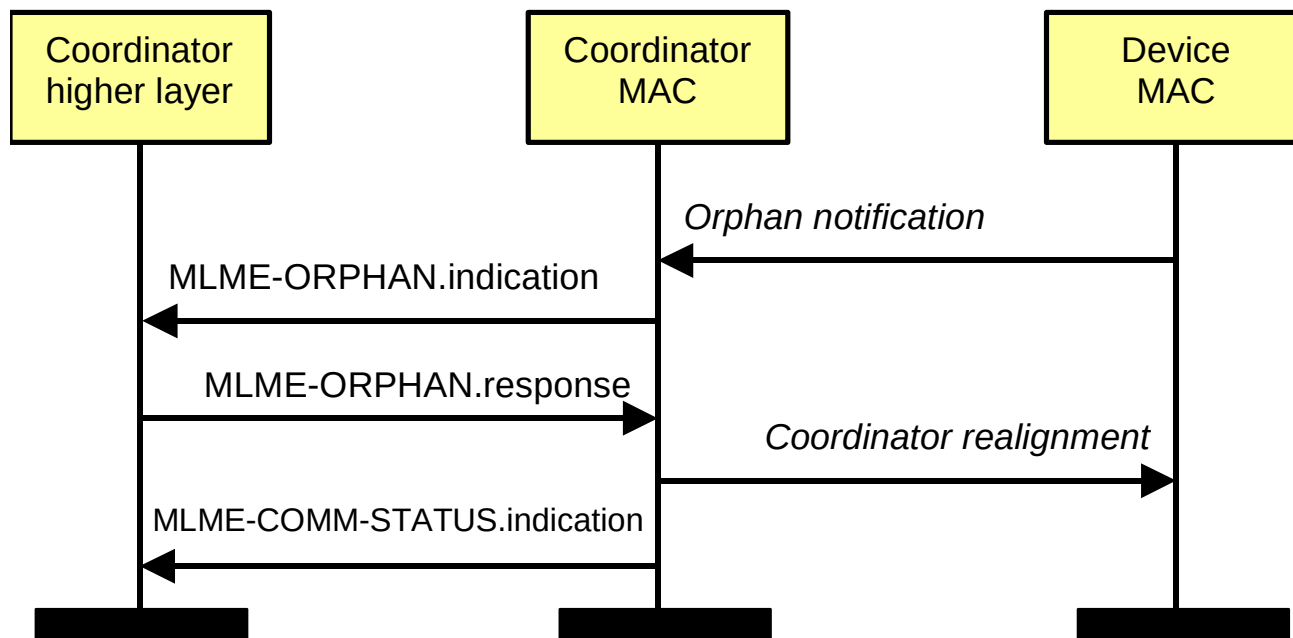 Coordinator
higher layer
Coordinator
MAC
Device
MAC
Orphan notification
MLME-ORPHAN.indication
MLME-ORPHAN.response
Coordinator realignment
MLME-COMM-STATUS.indication